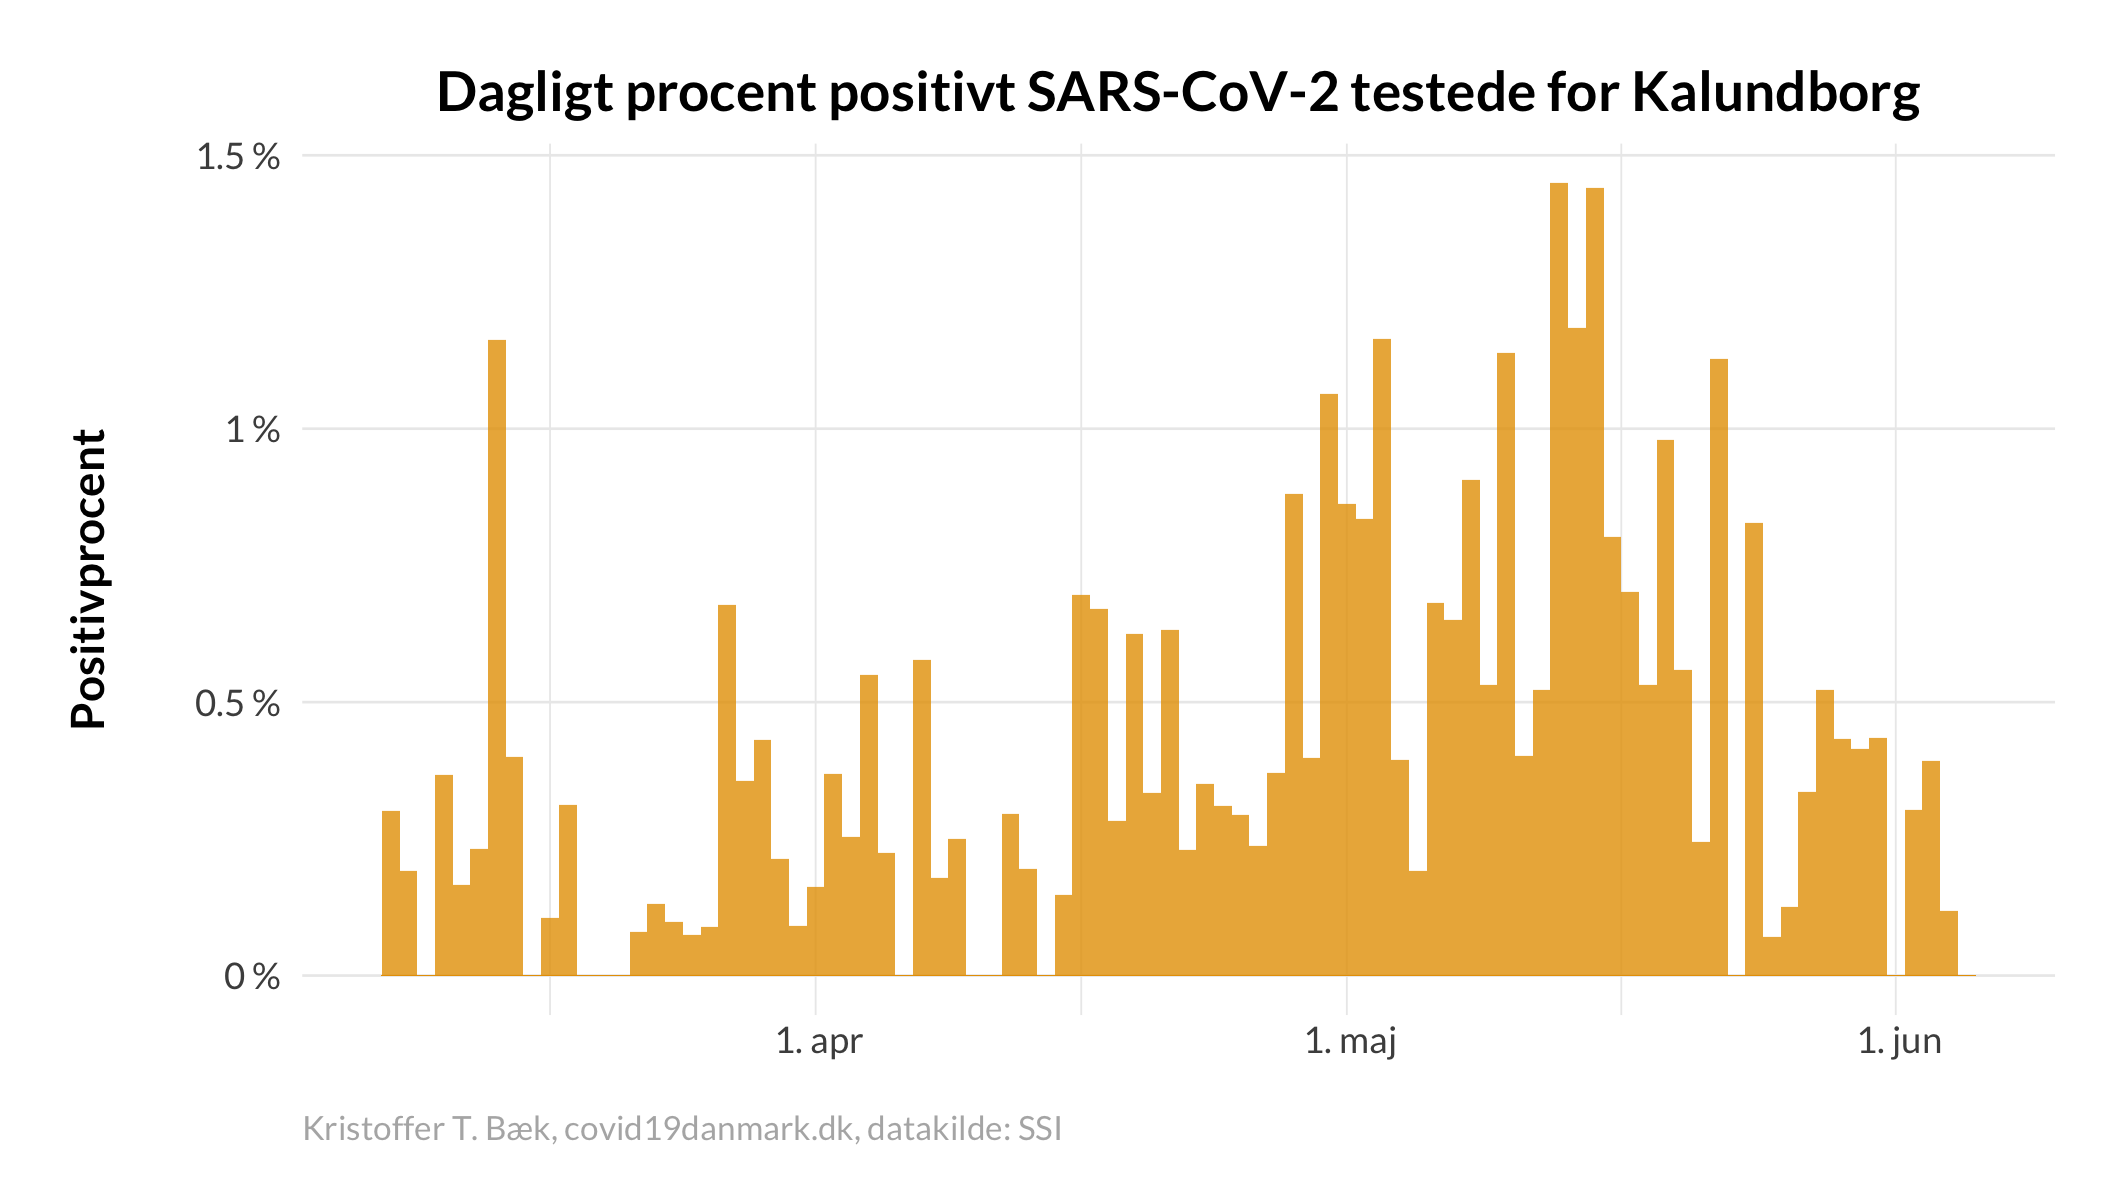 Dagligt procent positivt SARS-CoV-2 testede for Kalundborg
Positivprocent
1.5 %
1 %
0.5 %
0 %
1. apr
1. maj
1. jun
Kristoffer T. Bæk, covid19danmark.dk, datakilde: SSI